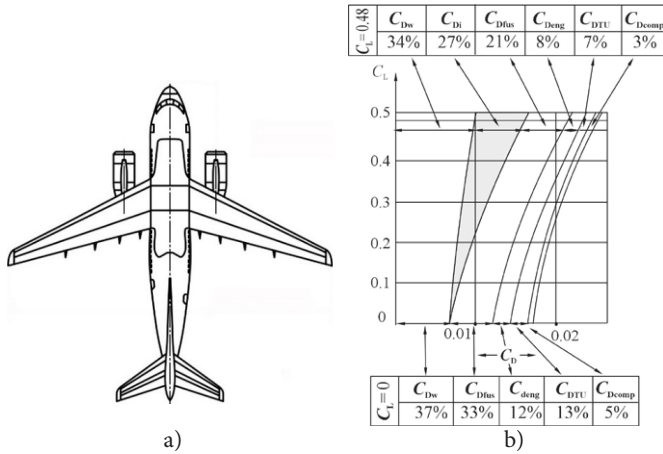 C_L=0.48
C_Dw C_Di C_Dfus C_Deng C_DTU C_Dcomp
34% 27% 21% 8% 7% 3%
C_L
0.5
0.4
0.3
0.2
0.1
0
0.01 0.02
C_D
C_L=0
C_Dw C_Dfus C_deng C_DTU C_Dcomp
37% 33% 12% 13% 5%
a) b)